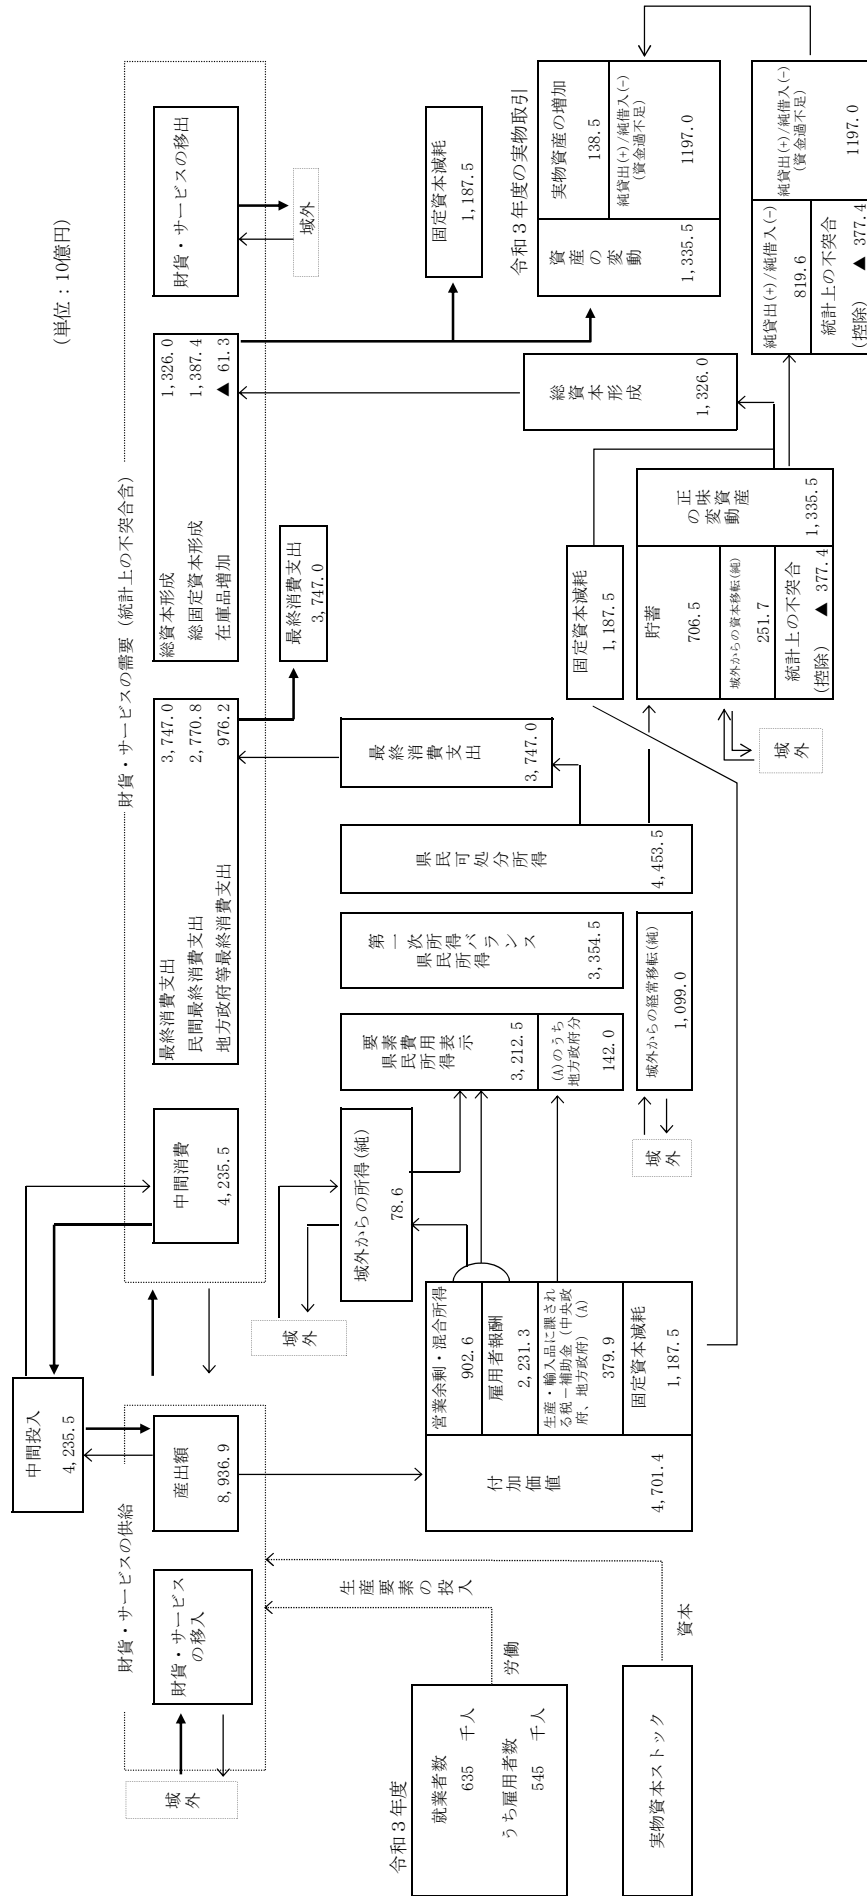 (単位：10億円)
財貨・サービスの供給
域外
財貨・サービス
の移入
産出額
8,936.9
中間投入
4,235.5
財貨・サービスの需要（統計上の不突合含）
中間消費
4,235.5
最終消費支出 3,747.0
民間最終消費支出 2,770.8
地方政府等最終消費支出 976.2
総資本形成 1,326.0
総固定資本形成 1,387.4
在庫品増加 ▲ 61.3
財貨・サービスの移出
域外
最終消費支出
3,747.0
固定資本減耗
1,187.5
令和３年度
就業者数
635 千人
うち雇用者数
545 千人
労働
生産要素の投入
実物資本ストック
資本
付加価値
4,701.4
営業余剰・混合所得
902.6
雇用者報酬
2,231.3
生産・輸入品に課され
る税－補助金（中央政
府、地方政府） (A)
379.9
固定資本減耗
1,187.5
域外
域外からの所得(純)
78.6
要素費用表示
県民所得
3,212.5
(A)のうち
地方政府分
142.0
第一次所得バランス
県民所得
3,354.5
域外
域外からの経常移転(純)
1,099.0
県民可処分所得
4,453.5
最終消費
支出
3,747.0
固定資本減耗
1,187.5
貯蓄
706.5
域外からの資本移転(純)
251.7
統計上の不突合
(控除) ▲ 377.4
正味資産
の変動
1,335.5
域外
総資本
形成
1,326.0
令和３年度の実物取引
資産の
変動
1,335.5
実物資産の増加
138.5
純貸出(+)/純借入(-)
(資金過不足)
1197.0
純貸出(+)/純借入(-)
819.6
統計上の不突合
(控除) ▲ 377.4
純貸出(+)/純借入(-)
(資金過不足)
1197.0